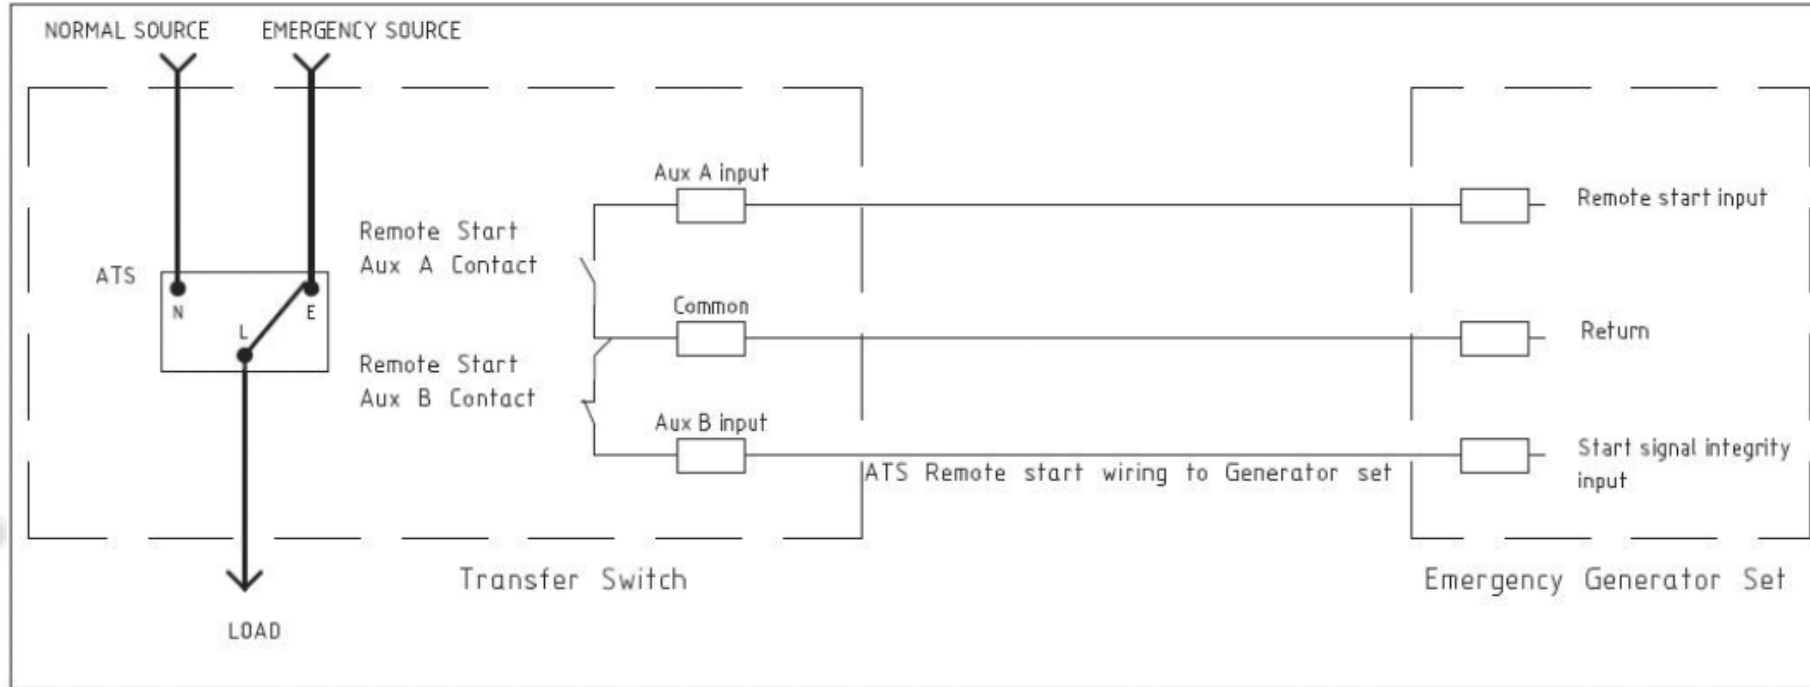 NORMAL SOURCE
EMERGENCY SOURCE
Aux A input
Remote start input
Remote Start
Aux A Contact
ATS
N
E
L
Common
Return
Remote Start
Aux B Contact
Aux B input
Start signal integrity
input
ATS Remote start wiring to Generator set
Transfer Switch
Emergency Generator Set
LOAD